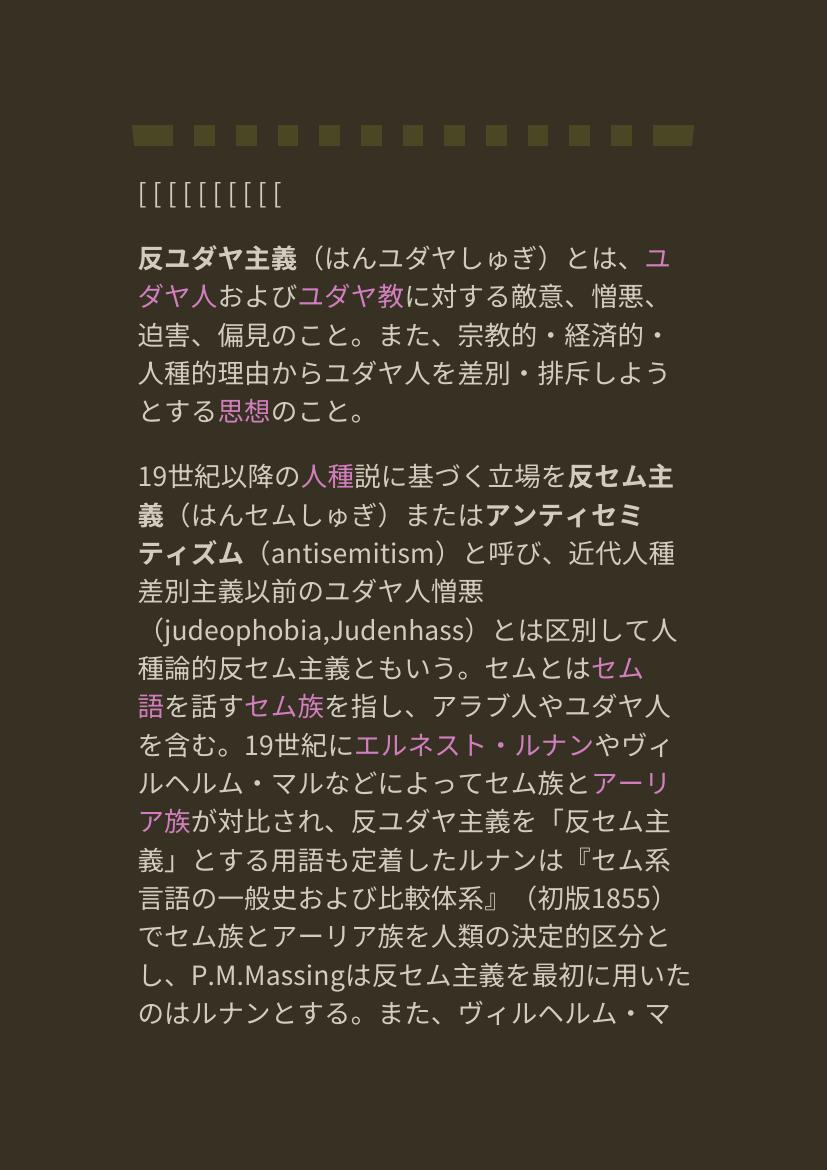 [ [ [ [ [ [ [ [ [ [
反ユダヤ主義（はんユダヤしゅぎ）とは、ユ
ダヤ人およびユダヤ教に対する敵意、憎悪、
迫害、偏見のこと。また、宗教的・経済的・
人種的理由からユダヤ人を差別・排斥しよう
とする思想のこと。
19世紀以降の人種説に基づく立場を反セム主
義（はんセムしゅぎ）またはアンティセミ
ティズム（antisemitism）と呼び、近代人種
差別主義以前のユダヤ人憎悪
（judeophobia,Judenhass）とは区別して人
種論的反セム主義ともいう。セムとはセム
語を話すセム族を指し、アラブ人やユダヤ人
を含む。19世紀にエルネスト・ルナンやヴィ
ルヘルム・マルなどによってセム族とアーリ
ア族が対比され、反ユダヤ主義を「反セム主
義」とする用語も定着したルナンは『セム系
言語の一般史および比較体系』（初版1855）
でセム族とアーリア族を人類の決定的区分と
し、P.M.Massingは反セム主義を最初に用いた
のはルナンとする。また、ヴィルヘルム・マ